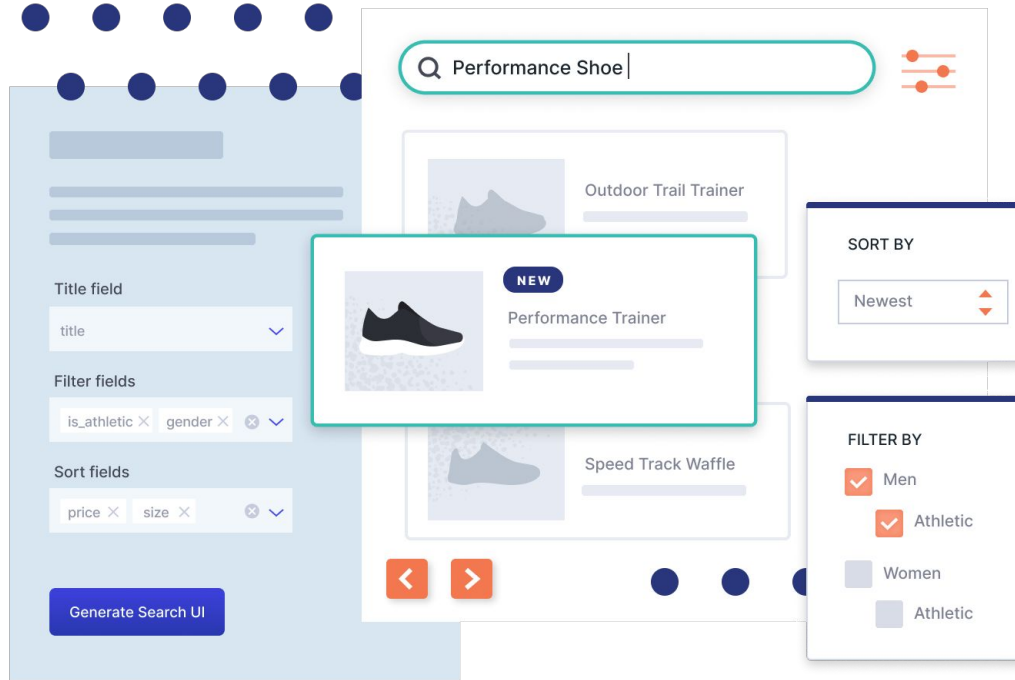 Performance Shoe
Outdoor Trail Trainer
NEW
Performance Trainer
Speed Track Waffle
Title field
title
Filter fields
is_athletic gender
Sort fields
price size
Generate Search UI
SORT BY
Newest
FILTER BY
Men
Athletic
Women
Athletic